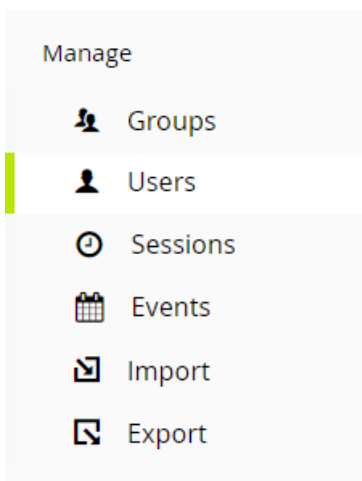 Manage
Groups
Users
Sessions
Events
Import
Export